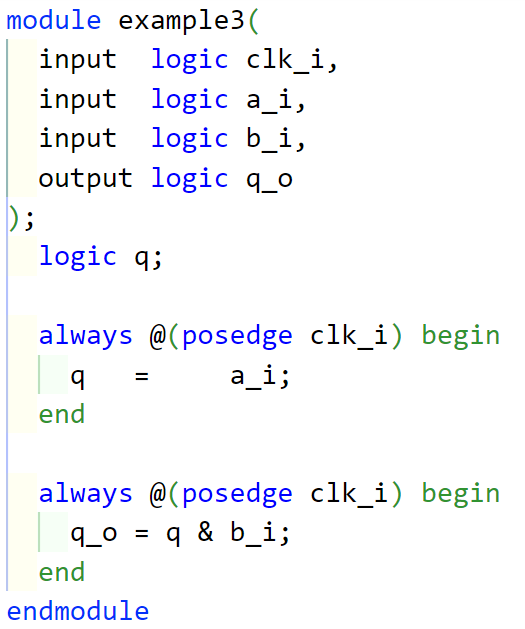 module example3(
  input  logic clk_i,
  input  logic a_i,
  input  logic b_i,
  output logic q_o
);
  logic q;

  always @(posedge clk_i) begin
    q   =     a_i;
  end

  always @(posedge clk_i) begin
    q_o = q & b_i;
  end
endmodule